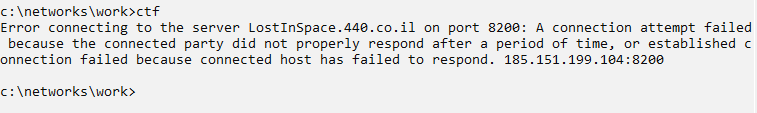 c:\networks\work>ctf
Error connecting to the server LostInSpace.440.co.il on port 8200: A connection attempt failed
 because the connected party did not properly respond after a period of time, or established c
onnection failed because connected host has failed to respond. 185.151.199.104:8200
c:\networks\work>